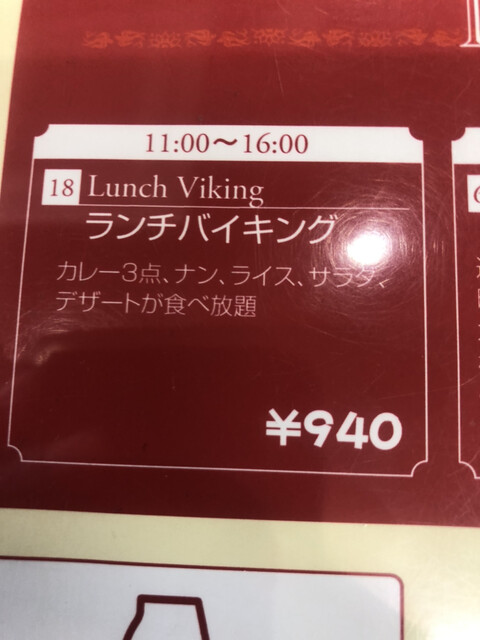 11:00〜16:00
18 Lunch Viking
ランチバイキング
カレー3点、ナン、ライス、サラダ、
デザートが食べ放題
¥940